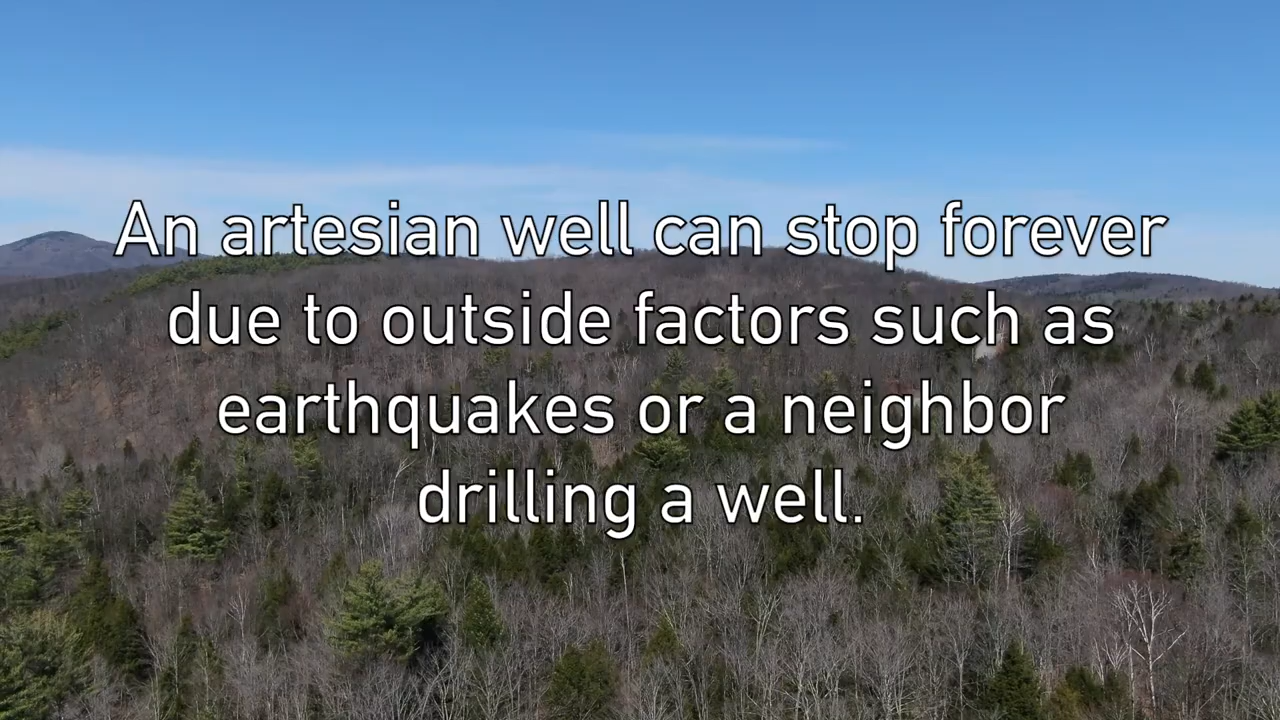 An artesian well can stop forever
due to outside factors such as
earthquakes or a neighbor
drilling a well.